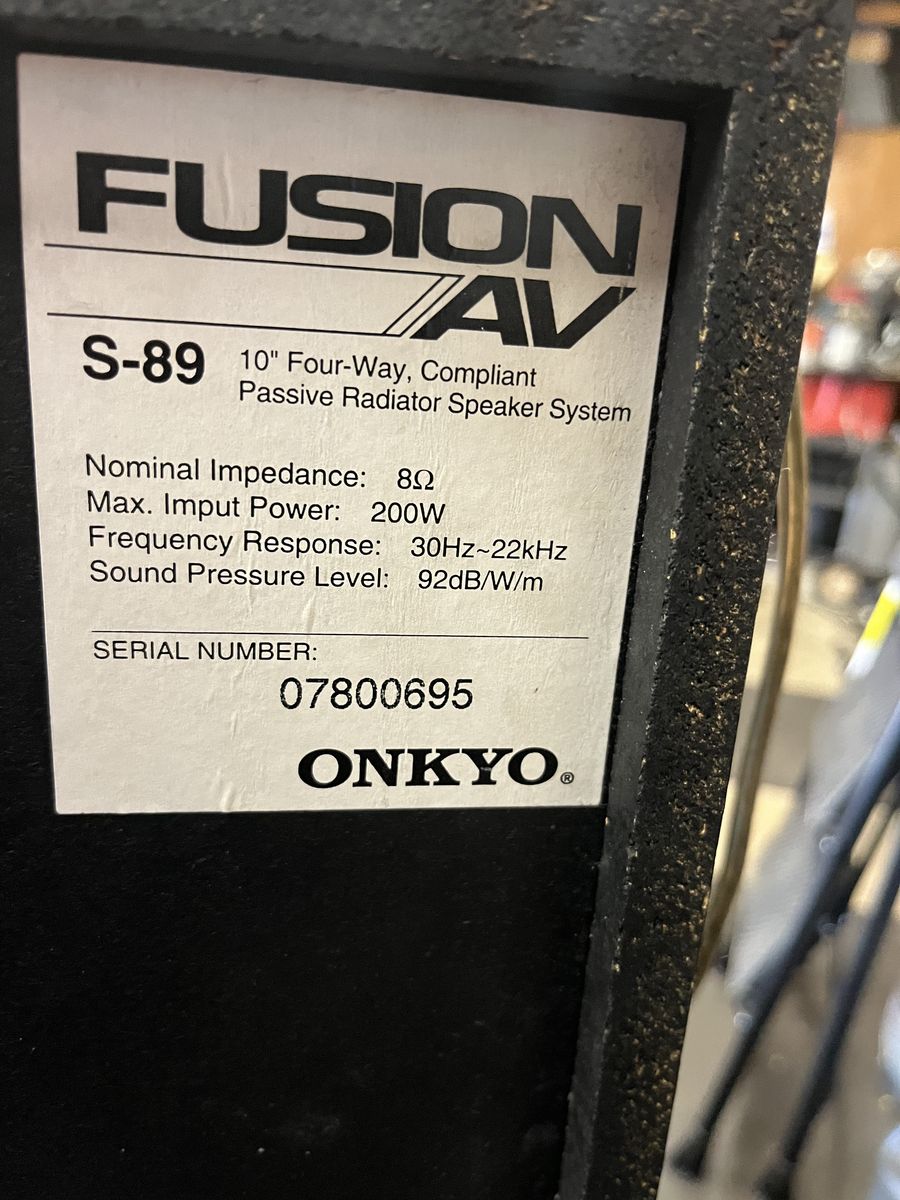 FUSION
AV
S-89 10" Four-Way, Compliant
Passive Radiator Speaker System
Nominal Impedance: 8Ω
Max. Imput Power: 200W
Frequency Response: 30Hz~22kHz
Sound Pressure Level: 92dB/W/m
SERIAL NUMBER:
07800695
ONKYO®